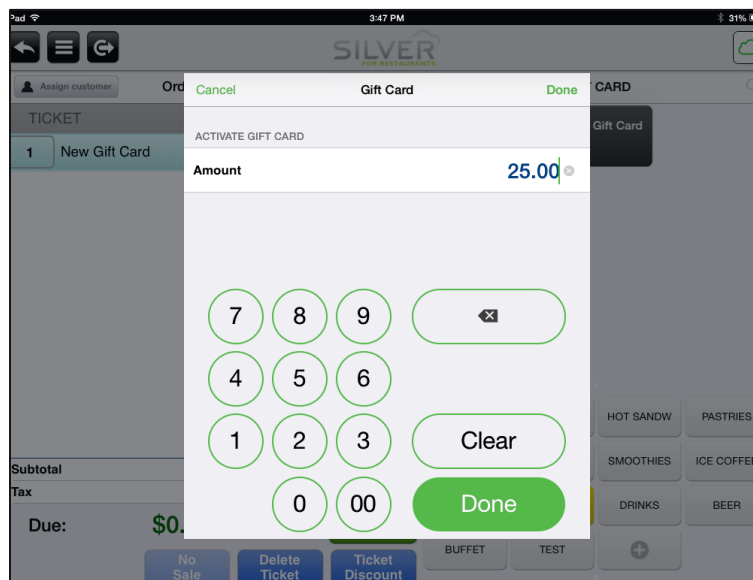 Pad 3:47 PM 31%
SILVER
FOR RESTAURANTS
Assign customer Ord CARD
Cancel Gift Card Done
TICKET
Gift Card
1 New Gift Card
ACTIVATE GIFT CARD
Amount 25.00
7 8 9
4 5 6
1 2 3 Clear
0 00 Done
HOT SANDW PASTRIES
SMOOTHIES ICE COFFEE
DRINKS BEER
BUFFET TEST
Subtotal
Tax
Due: $0.
No Sale
Delete Ticket
Ticket Discount